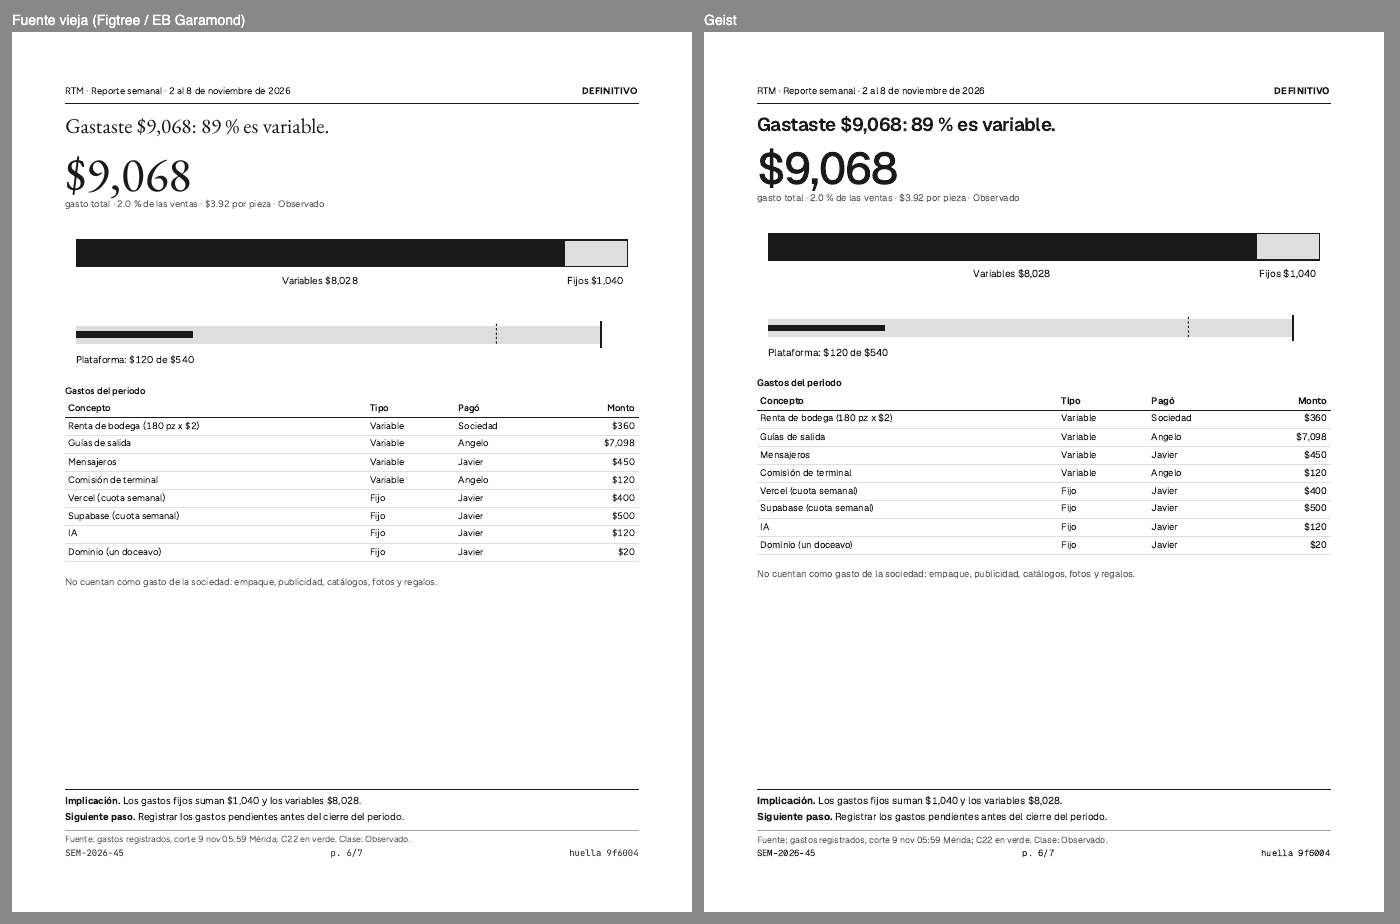 Fuente vieja (Figtree / EB Garamond)
RTM · Reporte semanal · 2 al 8 de noviembre de 2026 DEFINITIVO
Gastaste $9,068: 89 % es variable.
$9,068
gasto total · 2.0 % de las ventas · $3.92 por pieza · Observado
Variables $8,028 Fijos $1,040
Plataforma: $120 de $540
Gastos del periodo
Concepto Tipo Pagó Monto
Renta de bodega (180 pz x $2) Variable Sociedad $360
Guías de salida Variable Angelo $7,098
Mensajeros Variable Javier $450
Comisión de terminal Variable Angelo $120
Vercel (cuota semanal) Fijo Javier $400
Supabase (cuota semanal) Fijo Javier $500
IA Fijo Javier $120
Dominio (un doceavo) Fijo Javier $20
No cuentan como gasto de la sociedad: empaque, publicidad, catálogos, fotos y regalos.
Implicación. Los gastos fijos suman $1,040 y los variables $8,028.
Siguiente paso. Registrar los gastos pendientes antes del cierre del periodo.
Fuente: gastos registrados, corte 9 nov 05:59 Mérida; C22 en verde. Clase: Observado.
SEM-2026-45 p. 6/7 huella 9f6004
Geist
RTM · Reporte semanal · 2 al 8 de noviembre de 2026 DEFINITIVO
Gastaste $9,068: 89 % es variable.
$9,068
gasto total · 2.0 % de las ventas · $3.92 por pieza · Observado
Variables $8,028 Fijos $1,040
Plataforma: $120 de $540
Gastos del periodo
Concepto Tipo Pagó Monto
Renta de bodega (180 pz x $2) Variable Sociedad $360
Guías de salida Variable Angelo $7,098
Mensajeros Variable Javier $450
Comisión de terminal Variable Angelo $120
Vercel (cuota semanal) Fijo Javier $400
Supabase (cuota semanal) Fijo Javier $500
IA Fijo Javier $120
Dominio (un doceavo) Fijo Javier $20
No cuentan como gasto de la sociedad: empaque, publicidad, catálogos, fotos y regalos.
Implicación. Los gastos fijos suman $1,040 y los variables $8,028.
Siguiente paso. Registrar los gastos pendientes antes del cierre del periodo.
Fuente: gastos registrados, corte 9 nov 05:59 Mérida; C22 en verde. Clase: Observado.
SEM-2026-45 p. 6/7 huella 9f6004